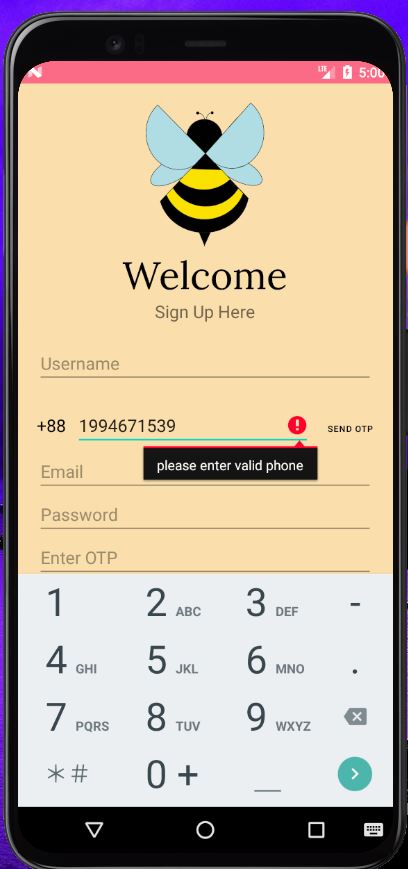 LTE 5:00
Welcome
Sign Up Here
Username
+88 1994671539 SEND OTP
please enter valid phone
Email
Password
Enter OTP
1 2 ABC 3 DEF -
4 GHI 5 JKL 6 MNO .
7 PQRS 8 TUV 9 WXYZ
*# 0 + _